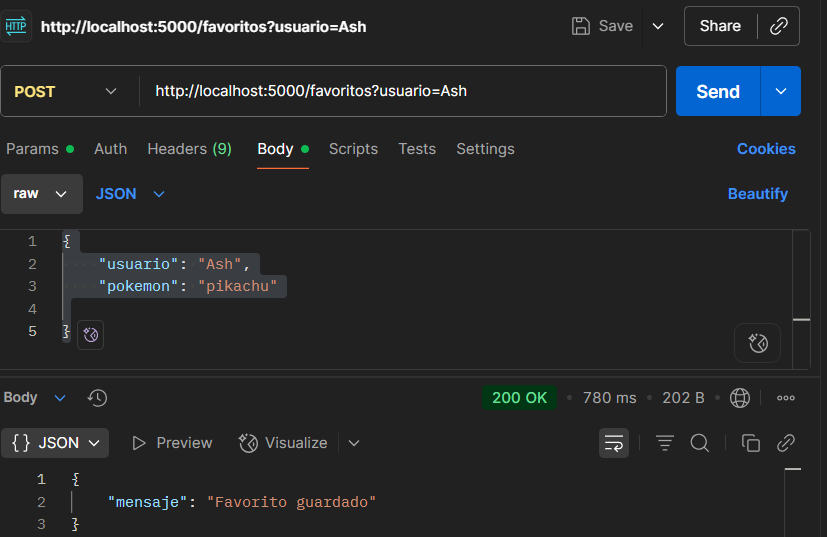 HTTP http://localhost:5000/favoritos?usuario=Ash Save Share
POST http://localhost:5000/favoritos?usuario=Ash Send
Params Auth Headers (9) Body Scripts Tests Settings Cookies
raw JSON Beautify
1 {
2 "usuario": "Ash",
3 "pokemon": "pikachu"
4
5 }
Body 200 OK 780 ms 202 B
{} JSON Preview Visualize
1 {
2 "mensaje": "Favorito guardado"
3 }